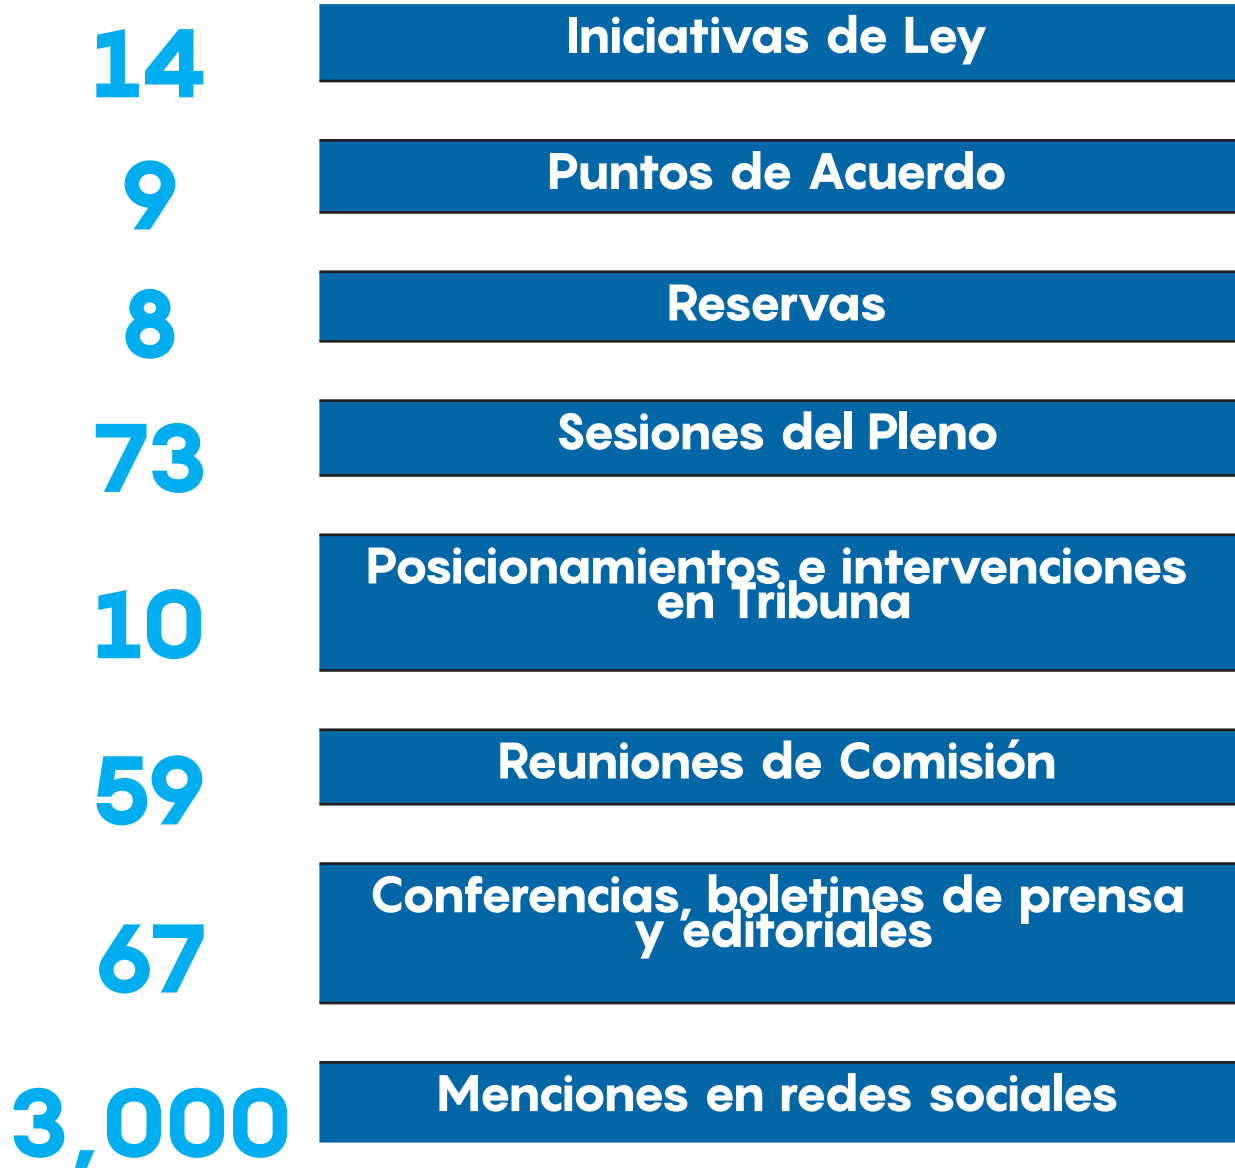 14
Iniciativas de Ley
9
Puntos de Acuerdo
8
Reservas
73
Sesiones del Pleno
10
Posicionamientos e intervenciones
en Tribuna
59
Reuniones de Comisión
67
Conferencias, boletines de prensa
y editoriales
3,000
Menciones en redes sociales